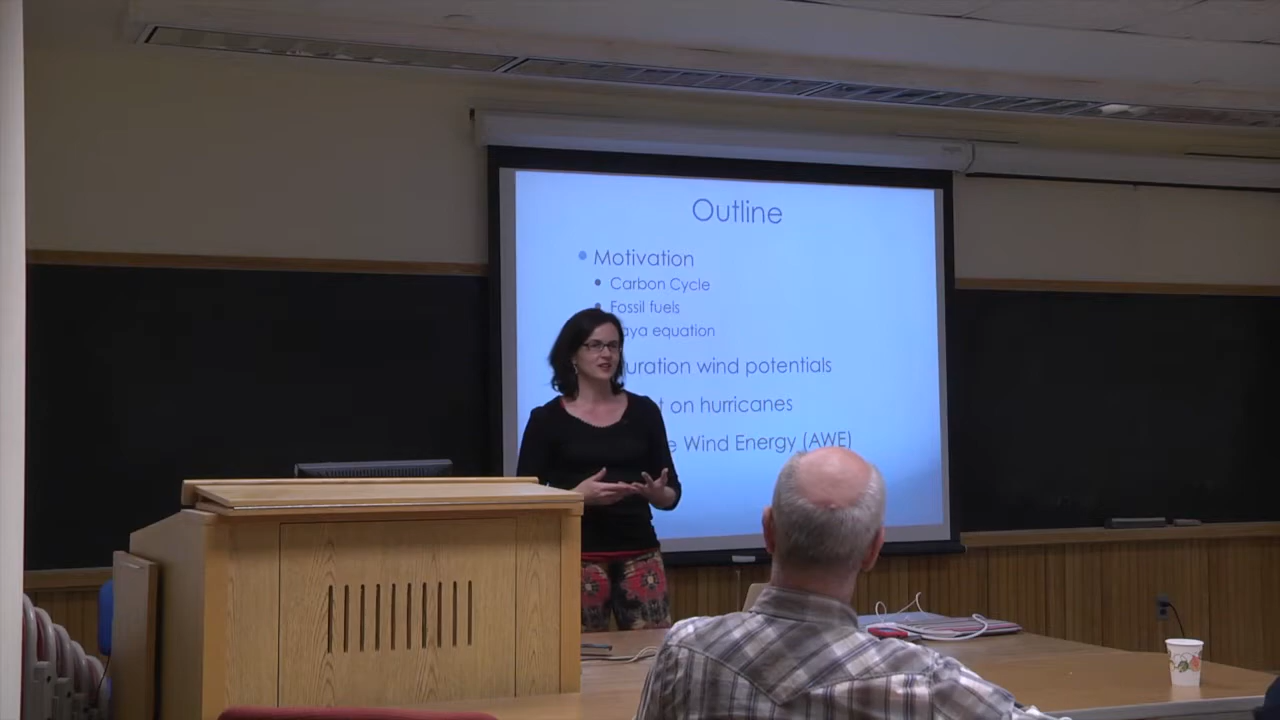 Outline
Motivation
Carbon Cycle
Fossil fuels
aya equation
uration wind potentials
t on hurricanes
e Wind Energy (AWE)